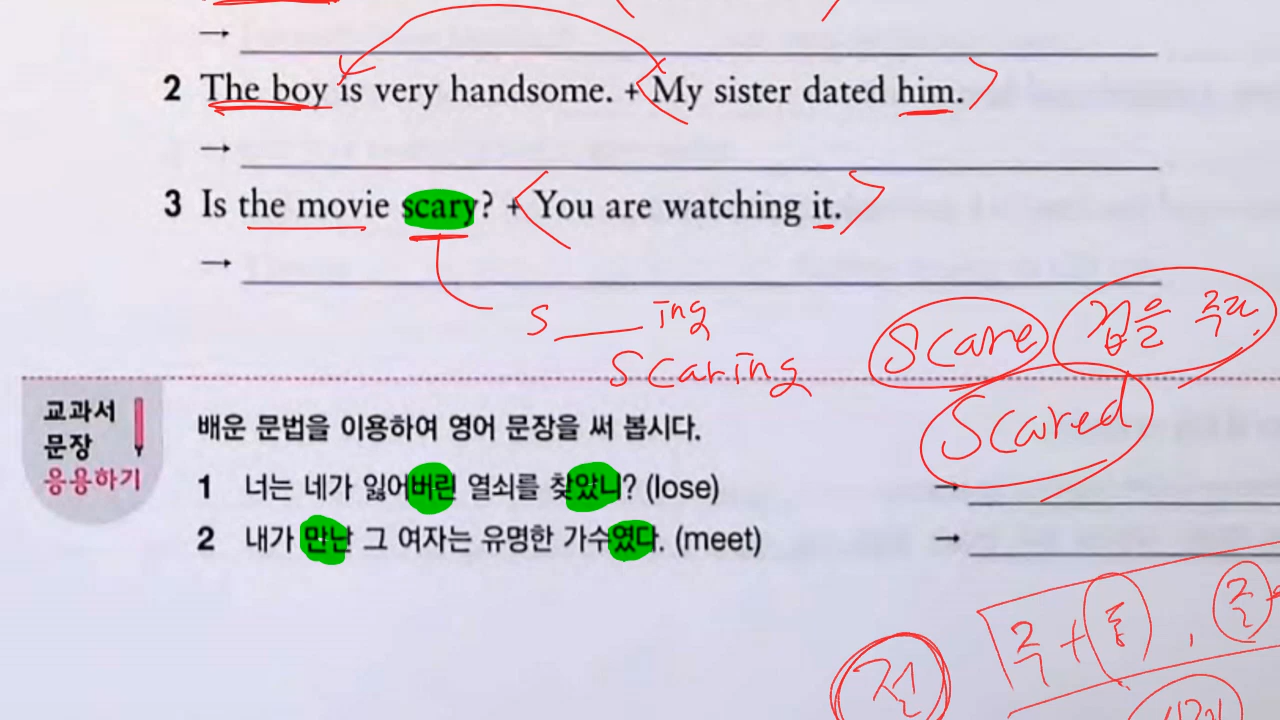 →
2 The boy is very handsome. + My sister dated him.
→
3 Is the movie scary? + You are watching it.
→
s____ing
Scaring
Scare 겁을 주다
Scared
교과서
문장
응용하기
배운 문법을 이용하여 영어 문장을 써 봅시다.
1 너는 네가 잃어버린 열쇠를 찾았니? (lose) →
2 내가 만난 그 여자는 유명한 가수였다. (meet) →
주 + 동
전